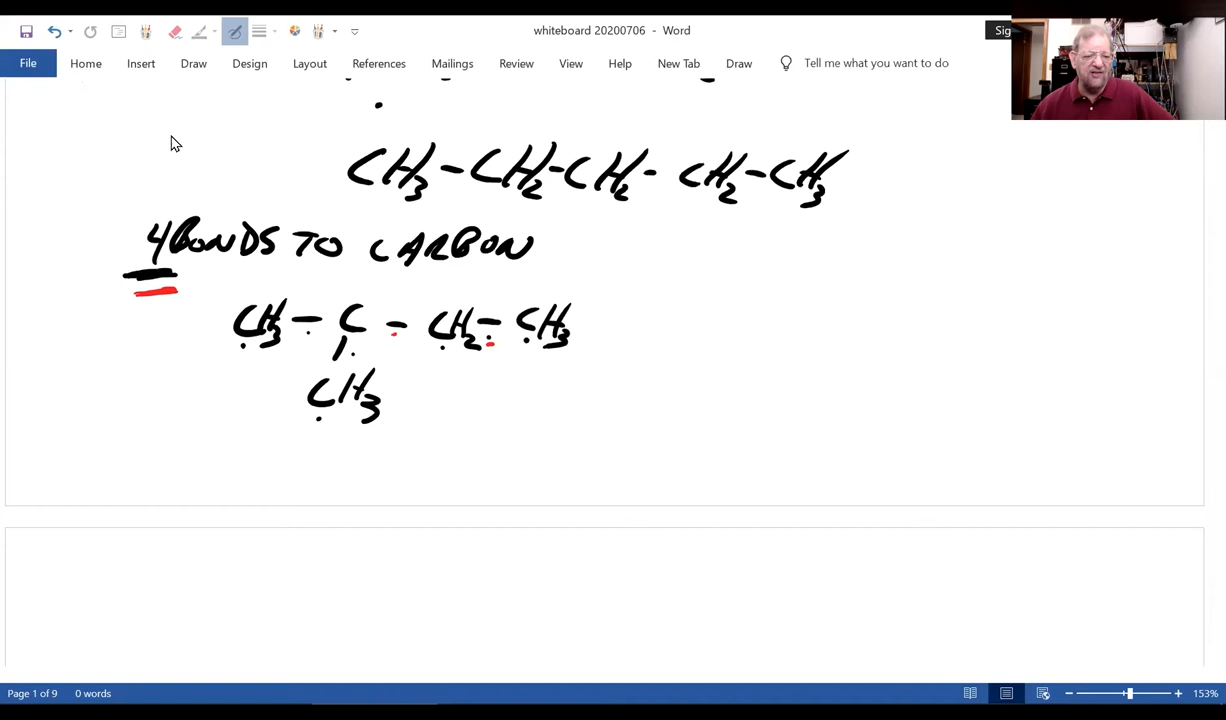 whiteboard 20200706 - Word
Sig
File Home Insert Draw Design Layout References Mailings Review View Help New Tab Draw Tell me what you want to do
CH3-CH2-CH2-CH2-CH3
4 BONDS TO CARBON
CH3-C-CH2-CH3
CH3
Page 1 of 9 0 words
153%